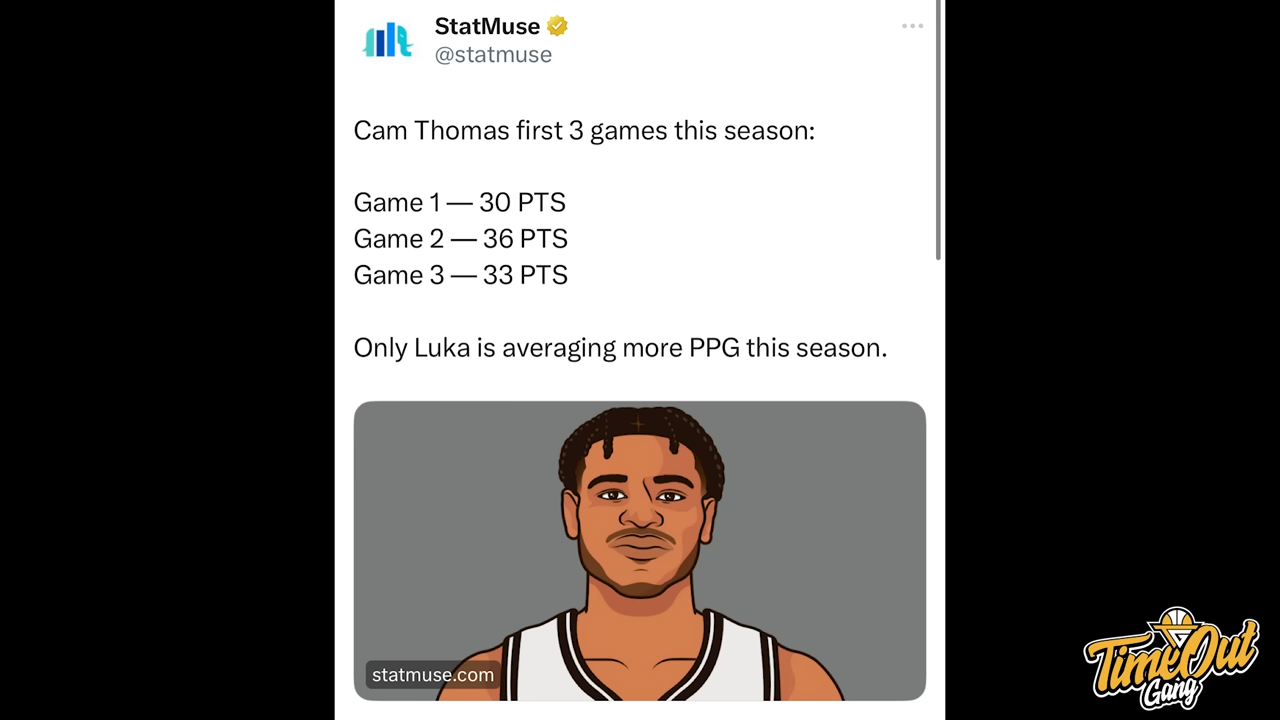 StatMuse
@statmuse
Cam Thomas first 3 games this season:
Game 1 — 30 PTS
Game 2 — 36 PTS
Game 3 — 33 PTS
Only Luka is averaging more PPG this season.
statmuse.com
TimeOut
Gang